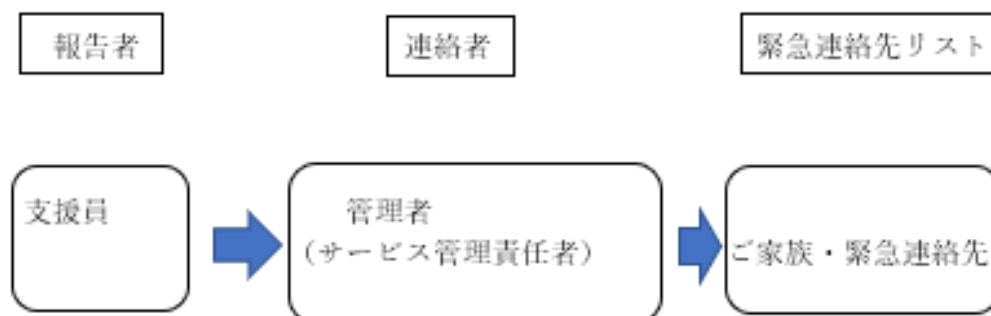 報告者
連絡者
緊急連絡先リスト
支援員
管理者
（サービス管理責任者）
ご家族・緊急連絡先